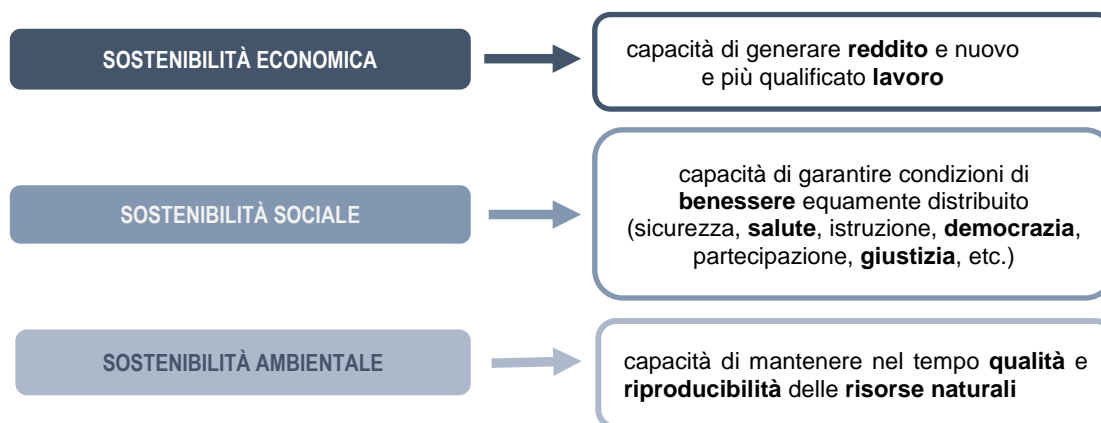 SOSTENIBILITÀ ECONOMICA
capacità di generare reddito e nuovo
e più qualificato lavoro
SOSTENIBILITÀ SOCIALE
capacità di garantire condizioni di
benessere equamente distribuito
(sicurezza, salute, istruzione, democrazia,
partecipazione, giustizia, etc.)
SOSTENIBILITÀ AMBIENTALE
capacità di mantenere nel tempo qualità e
riproducibilità delle risorse naturali